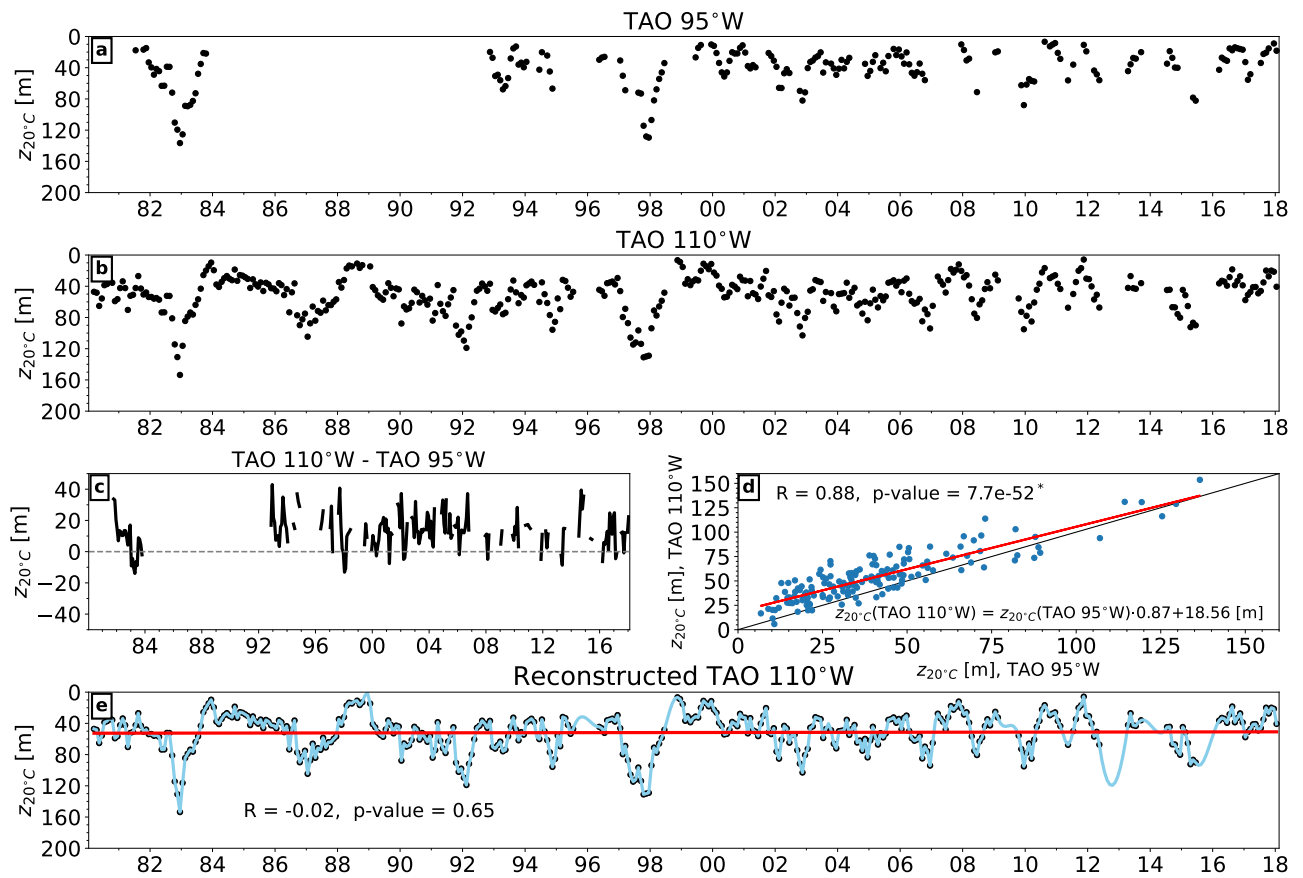 TAO 95°W
a
z20°C [m]
0
40
80
120
160
200
82 84 86 88 90 92 94 96 98 00 02 04 06 08 10 12 14 16 18
TAO 110°W
b
z20°C [m]
0
40
80
120
160
200
82 84 86 88 90 92 94 96 98 00 02 04 06 08 10 12 14 16 18
TAO 110°W - TAO 95°W
c
z20°C [m]
40
20
0
−20
−40
84 88 92 96 00 04 08 12 16
d
z20°C [m], TAO 110°W
150
125
100
75
50
25
0
R = 0.88, p-value = 7.7e-52*
z20°C(TAO 110°W) = z20°C(TAO 95°W)·0.87+18.56 [m]
0 25 50 75 100 125 150
z20°C [m], TAO 95°W
Reconstructed TAO 110°W
e
z20°C [m]
0
40
80
120
160
200
R = -0.02, p-value = 0.65
82 84 86 88 90 92 94 96 98 00 02 04 06 08 10 12 14 16 18